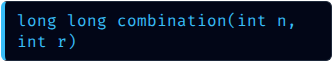 long long combination(int n,
int r)